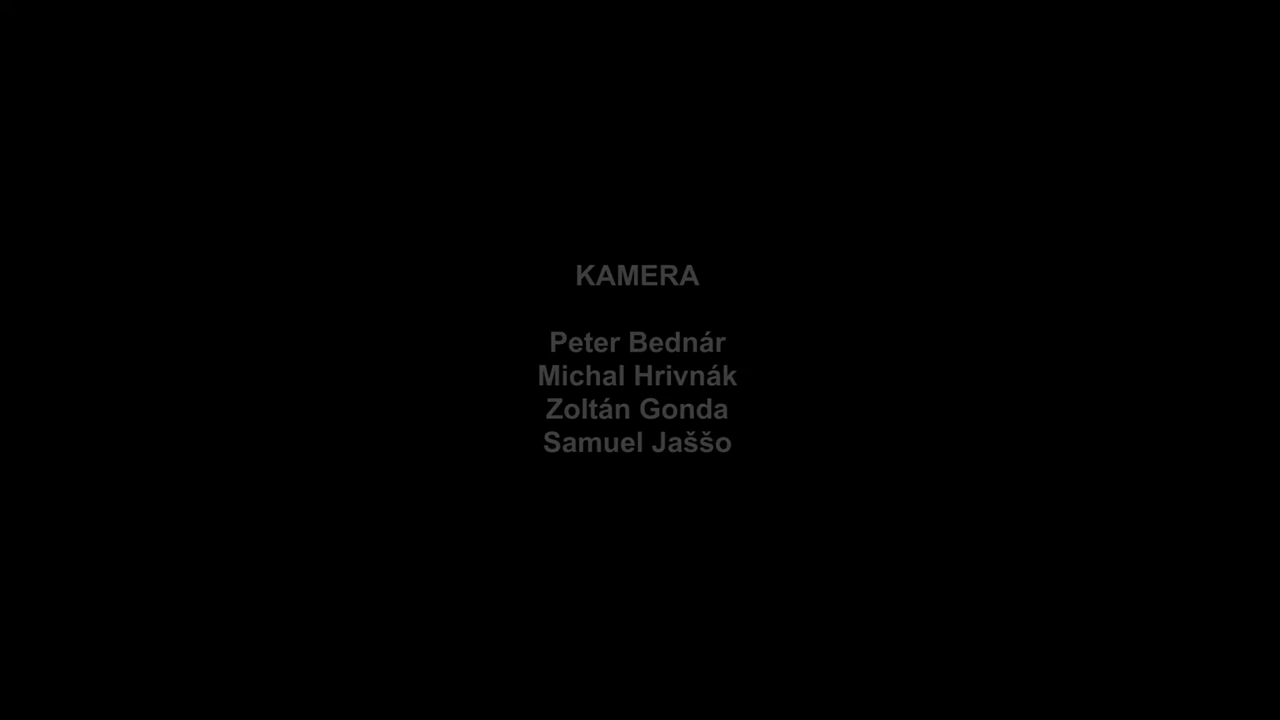 KAMERA
Peter Bednár
Michal Hrivnák
Zoltán Gonda
Samuel Jaššo